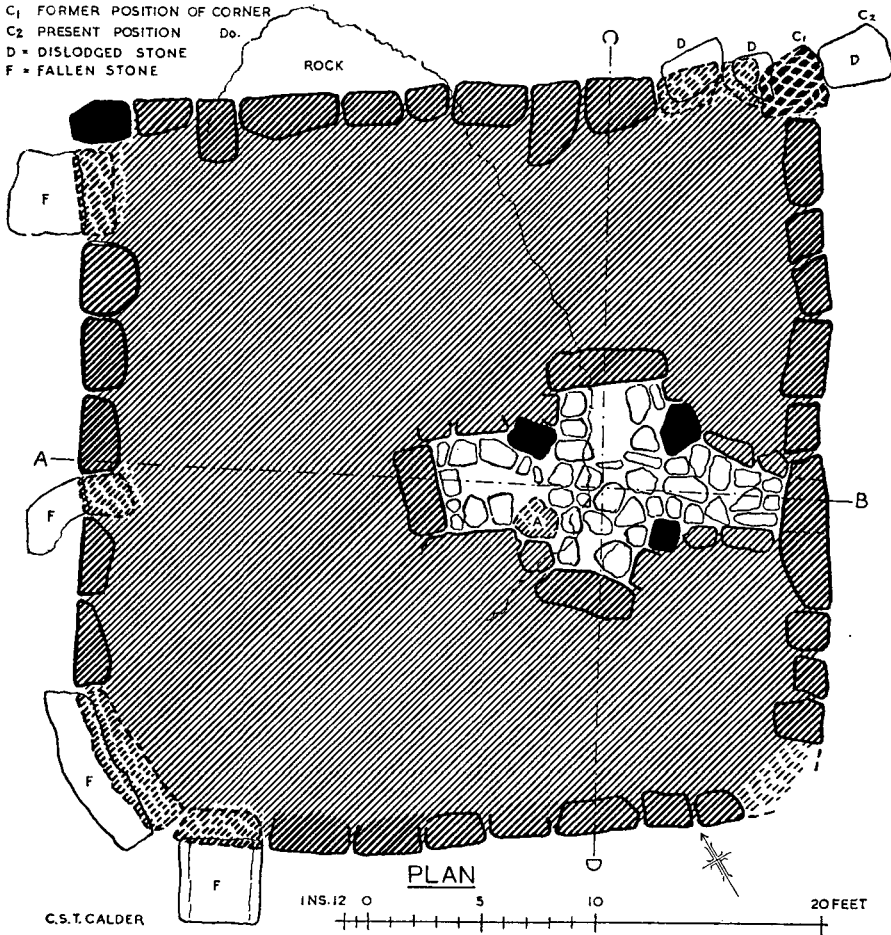 C₁ FORMER POSITION OF CORNER
C₂ PRESENT POSITION Do.
D = DISLODGED STONE
F = FALLEN STONE
ROCK
C
D
D
C₁
C₂
D
F
A
F
B
F
F
D
PLAN
C.S.T. CALDER
INS. 12 0 5 10 20 FEET